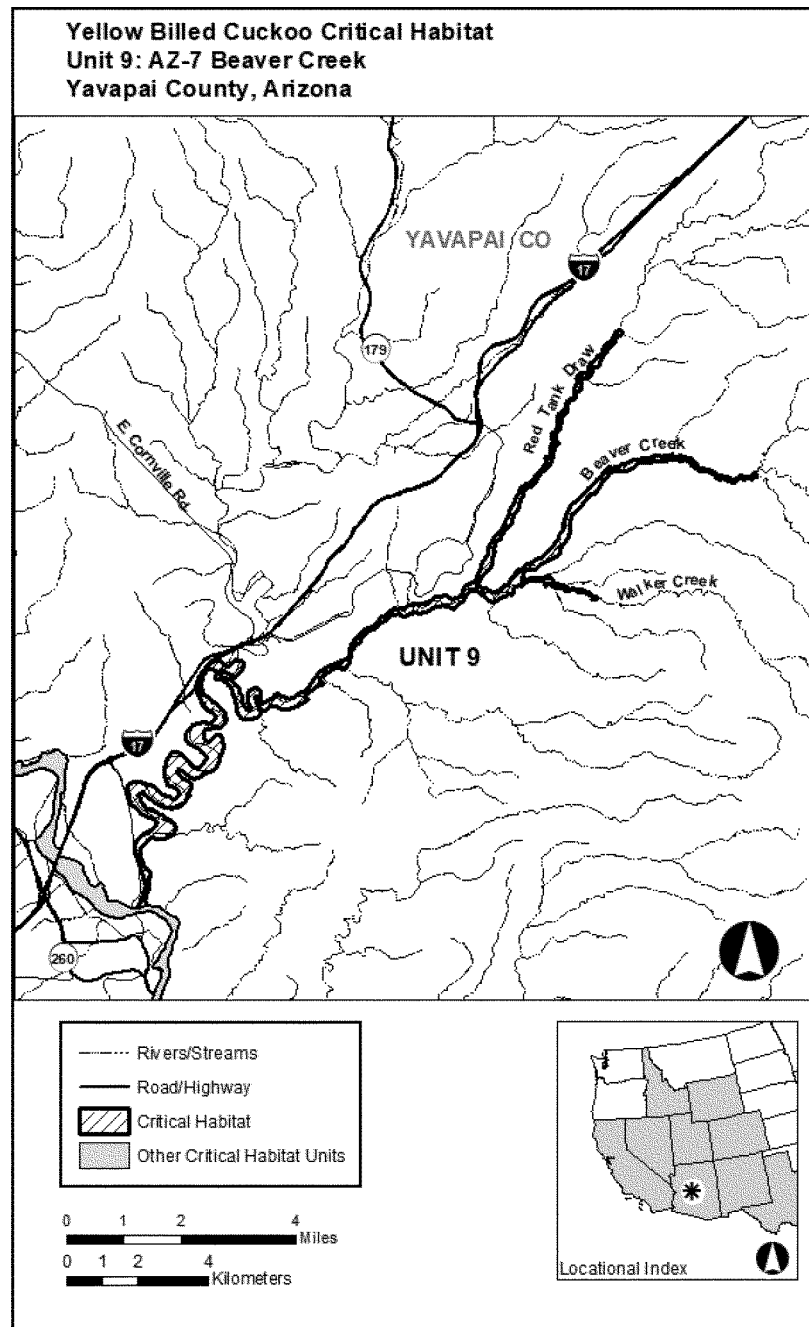 Yellow Billed Cuckoo Critical Habitat
Unit 9: AZ-7 Beaver Creek
Yavapai County, Arizona
YAVAPAI CO
17
179
Red Tank Draw
E Cornville Rd
Beaver Creek
Walker Creek
UNIT 9
17
260
Rivers/Streams
Road/Highway
Critical Habitat
Other Critical Habitat Units
0 1 2 4
Miles
0 1 2 4
Kilometers
Locational Index